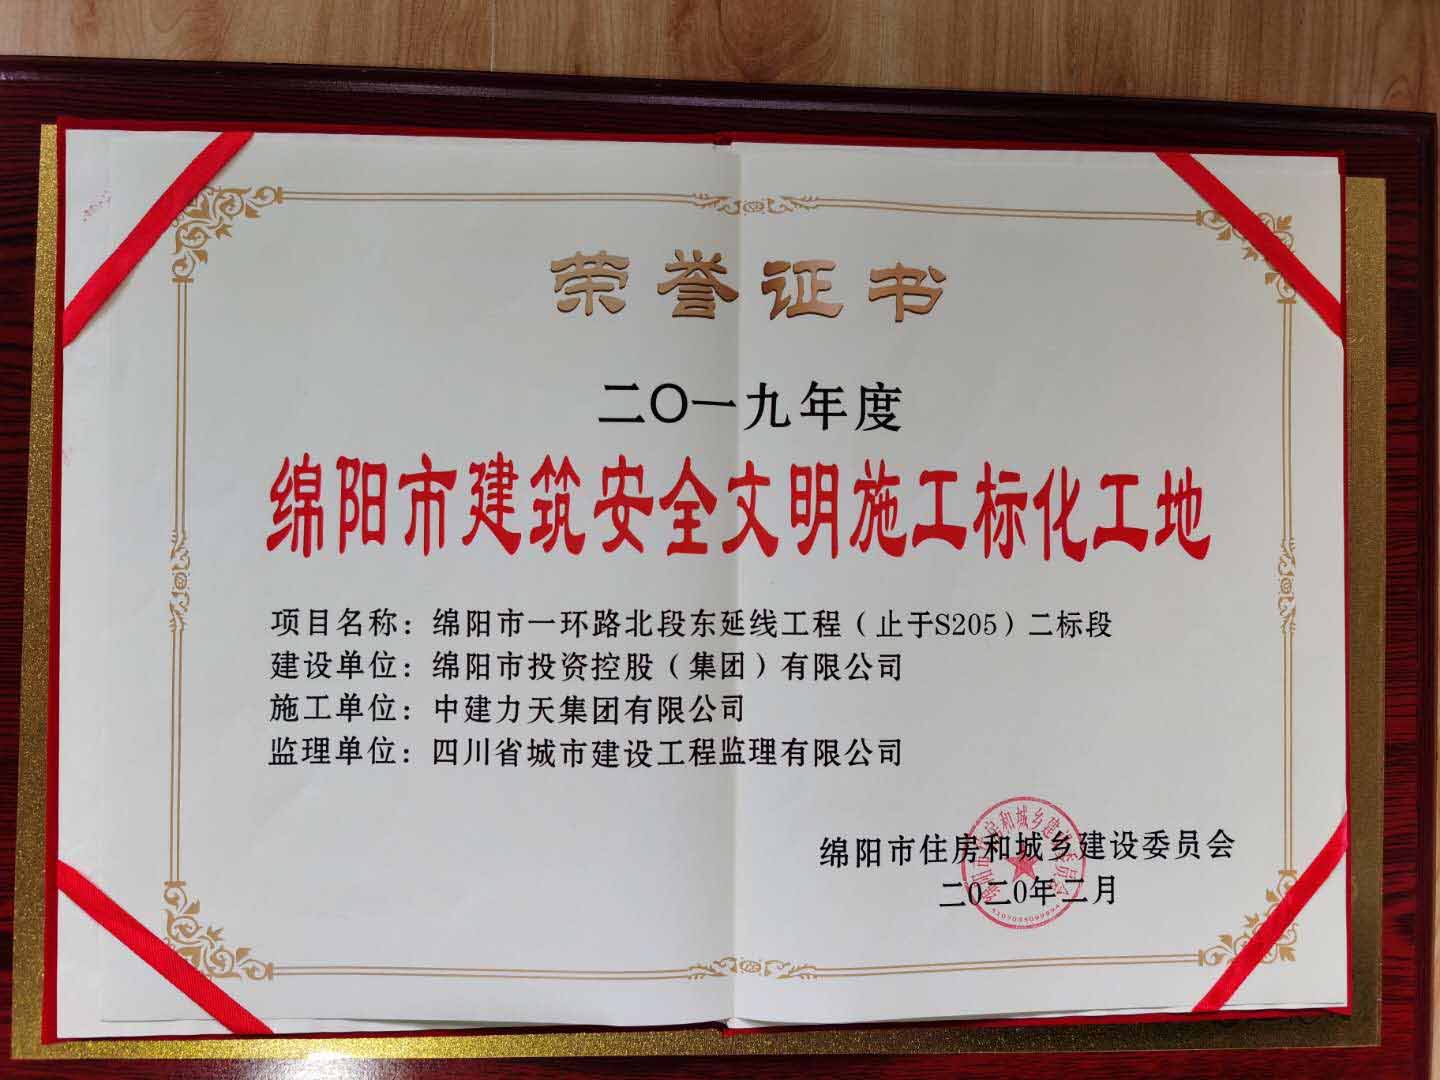 荣誉证书
二〇一九年度
绵阳市建筑安全文明施工标化工地
项目名称：绵阳市一环路北段东延线工程（止于S205）二标段
建设单位：绵阳市投资控股（集团）有限公司
施工单位：中建力天集团有限公司
监理单位：四川省城市建设工程监理有限公司
绵阳市住房和城乡建设委员会
二0二0年二月